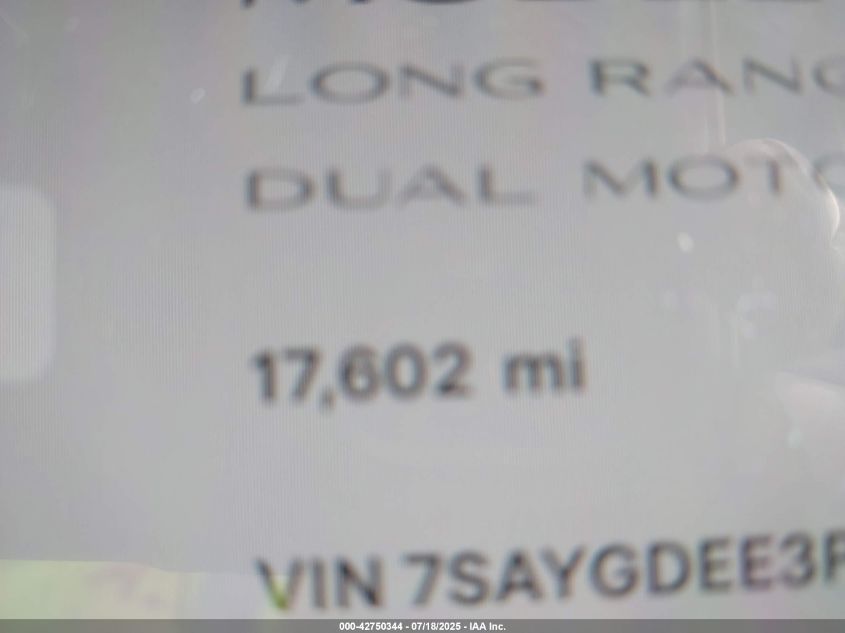 LONG RANG
DUAL MOTO
17,602 mi
VIN 7SAYGDEE3F
000-42750344 - 07/18/2025 - IAA Inc.